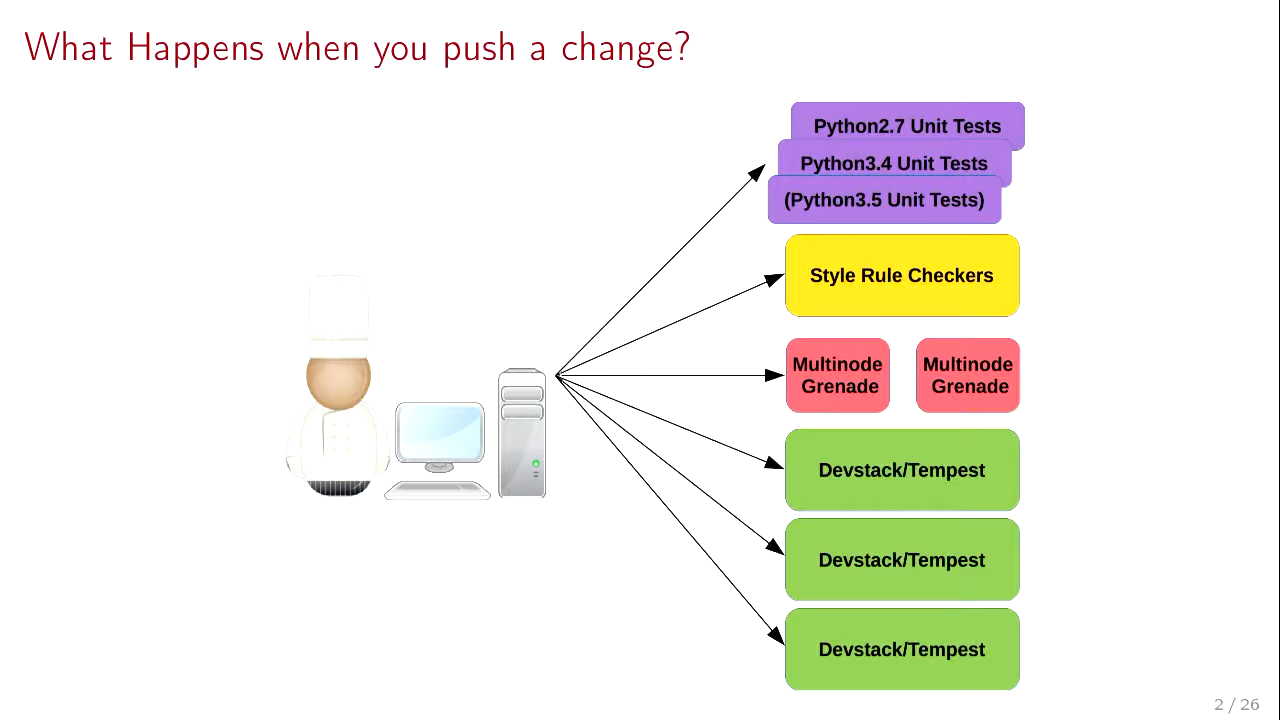 What Happens when you push a change?
Python2.7 Unit Tests
Python3.4 Unit Tests
(Python3.5 Unit Tests)
Style Rule Checkers
Multinode
Grenade
Multinode
Grenade
Devstack/Tempest
Devstack/Tempest
Devstack/Tempest
2 / 26